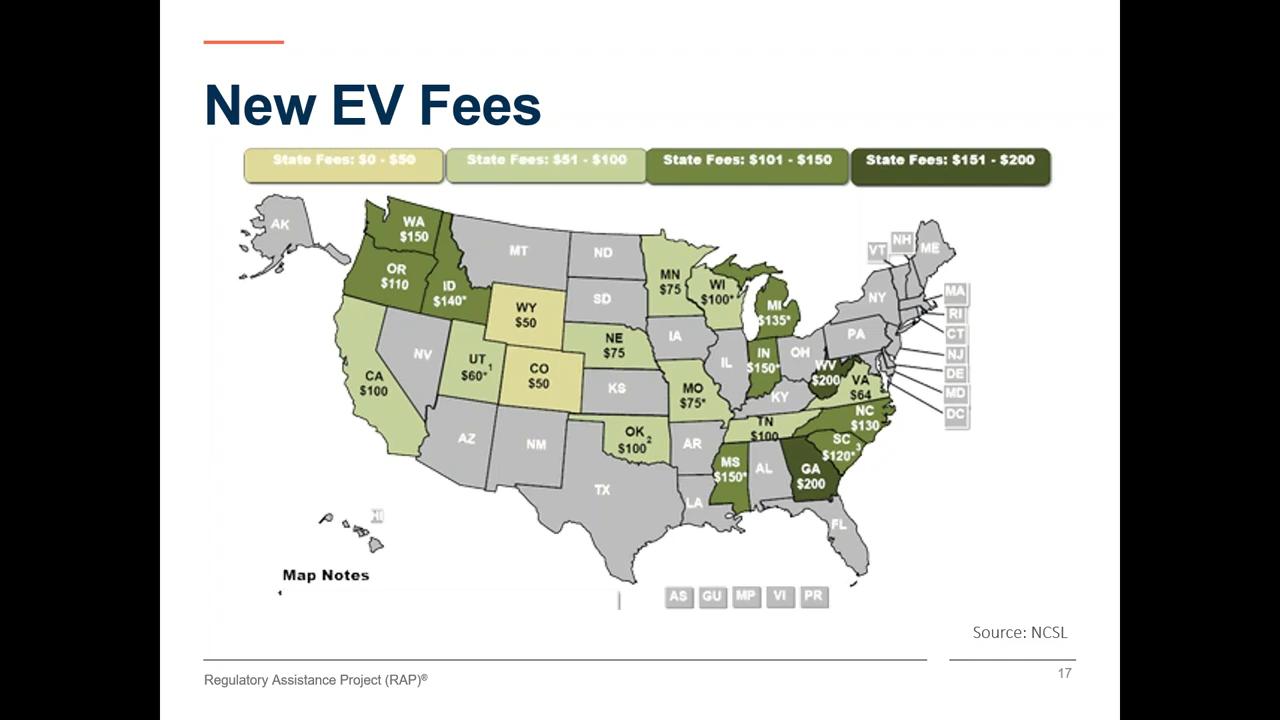 New EV Fees
State Fees: $0 - $50
State Fees: $51 - $100
State Fees: $101 - $150
State Fees: $151 - $200
AK
WA
$150
OR
$110
ID
$140*
MT
ND
SD
WY
$50
NE
$75
MN
$75
WI
$100*
MI
$135*
IA
IL
IN
$150*
OH
PA
NY
VT
NH
ME
MA
RI
CT
NJ
DE
MD
DC
CA
$100
NV
UT
$60*1
CO
$50
KS
MO
$75*
KY
WV
$200
VA
$64
NC
$130
TN
$100
SC
$120*3
AZ
NM
OK2
$100
AR
MS
$150*
AL
GA
$200
TX
LA
FL
HI
Map Notes
AS
GU
MP
VI
PR
Source: NCSL
Regulatory Assistance Project (RAP)®
17